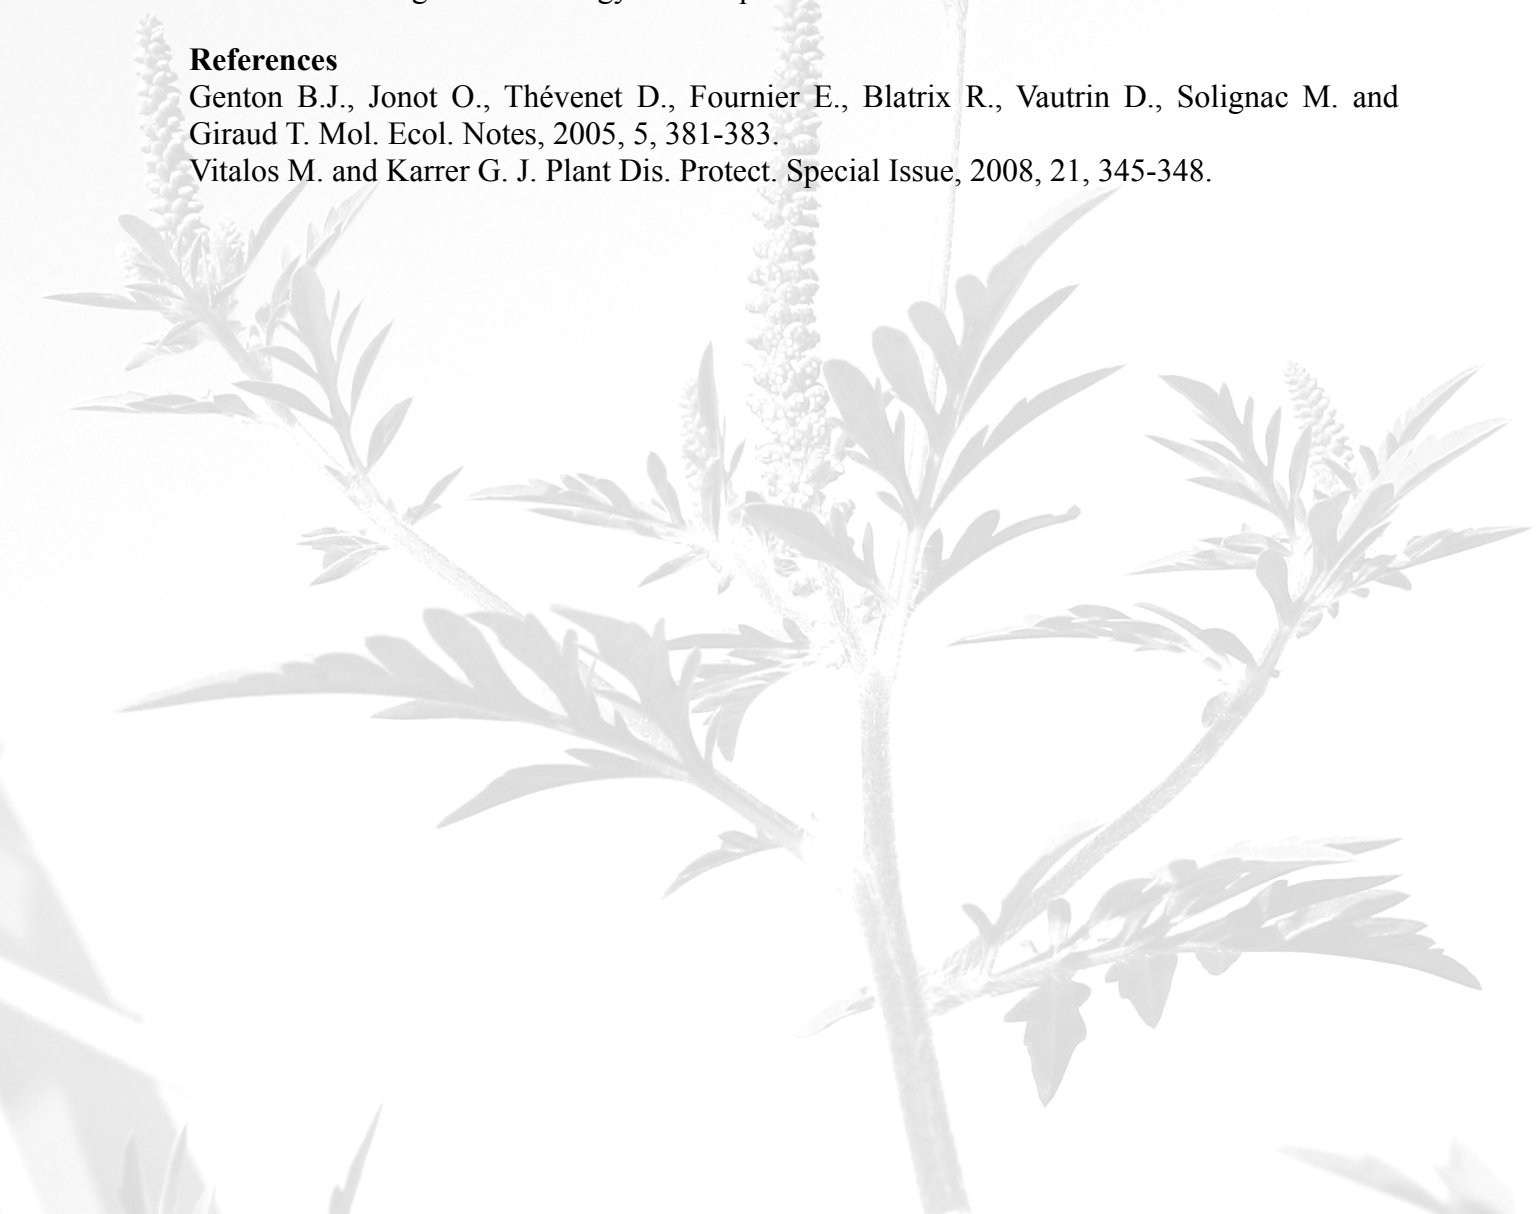 References
Genton B.J., Jonot O., Thévenet D., Fournier E., Blatrix R., Vautrin D., Solignac M. and
Giraud T. Mol. Ecol. Notes, 2005, 5, 381-383.
Vitalos M. and Karrer G. J. Plant Dis. Protect. Special Issue, 2008, 21, 345-348.